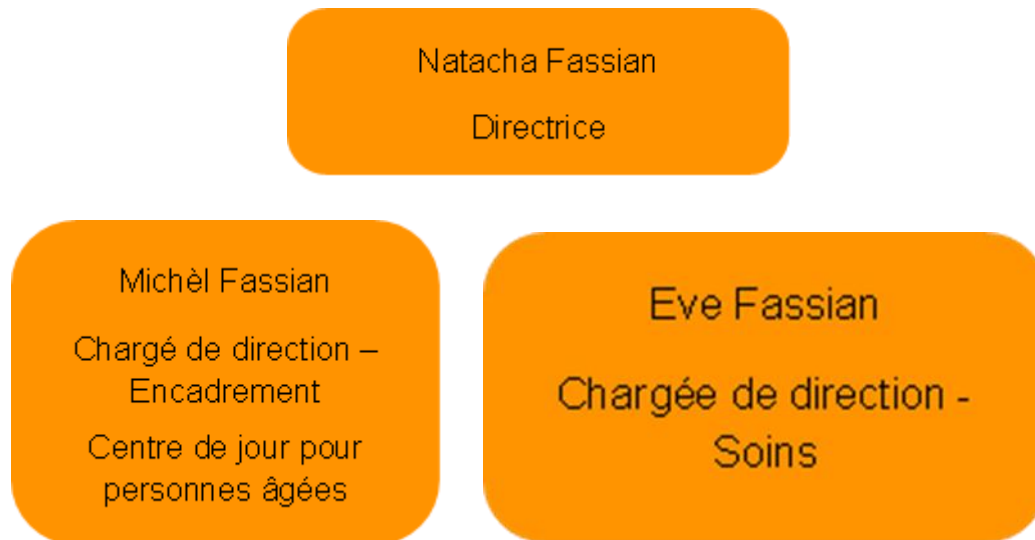 Natacha Fassian
Directrice
Michèl Fassian
Chargé de direction –
Encadrement
Centre de jour pour
personnes âgées
Eve Fassian
Chargée de direction -
Soins